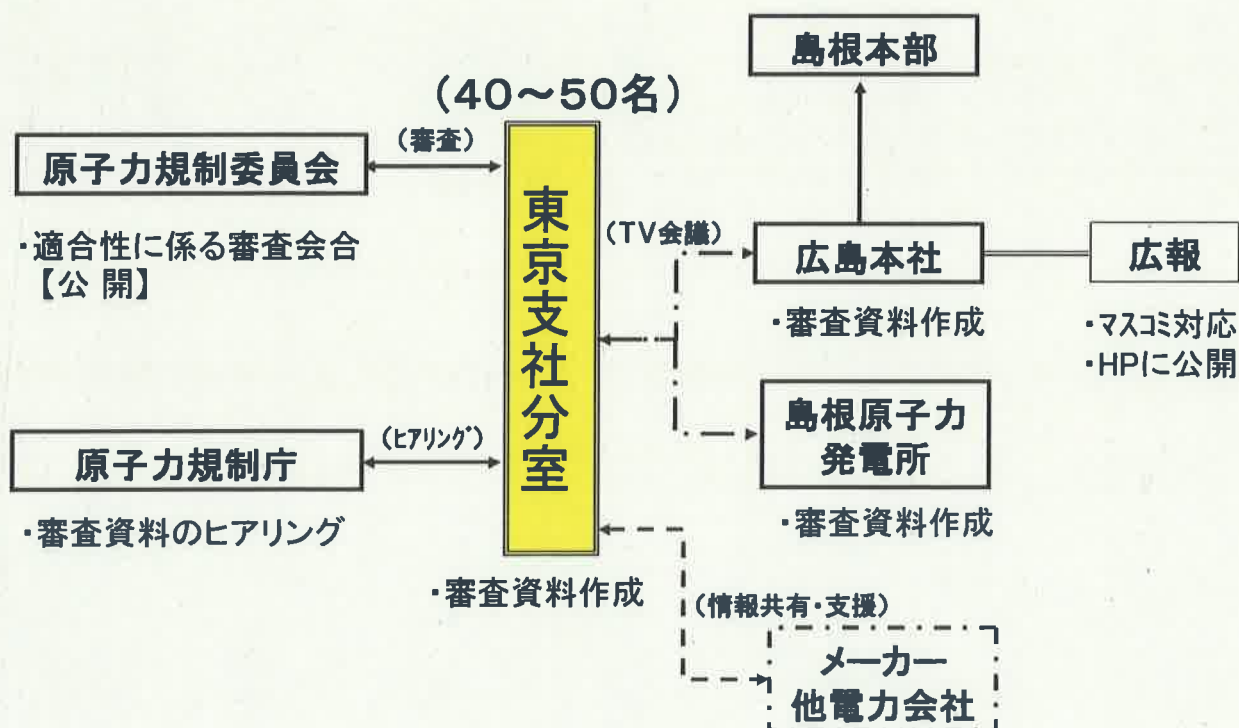 島根本部
(40～50名)
(審査)
原子力規制委員会
・適合性に係る審査会合
【公 開】
東京支社分室
(TV会議)
広島本社
広報
・審査資料作成
・マスコミ対応
・HPに公開
島根原子力
発電所
(ヒアリング)
原子力規制庁
・審査資料のヒアリング
・審査資料作成
・審査資料作成
(情報共有・支援)
メーカー
他電力会社